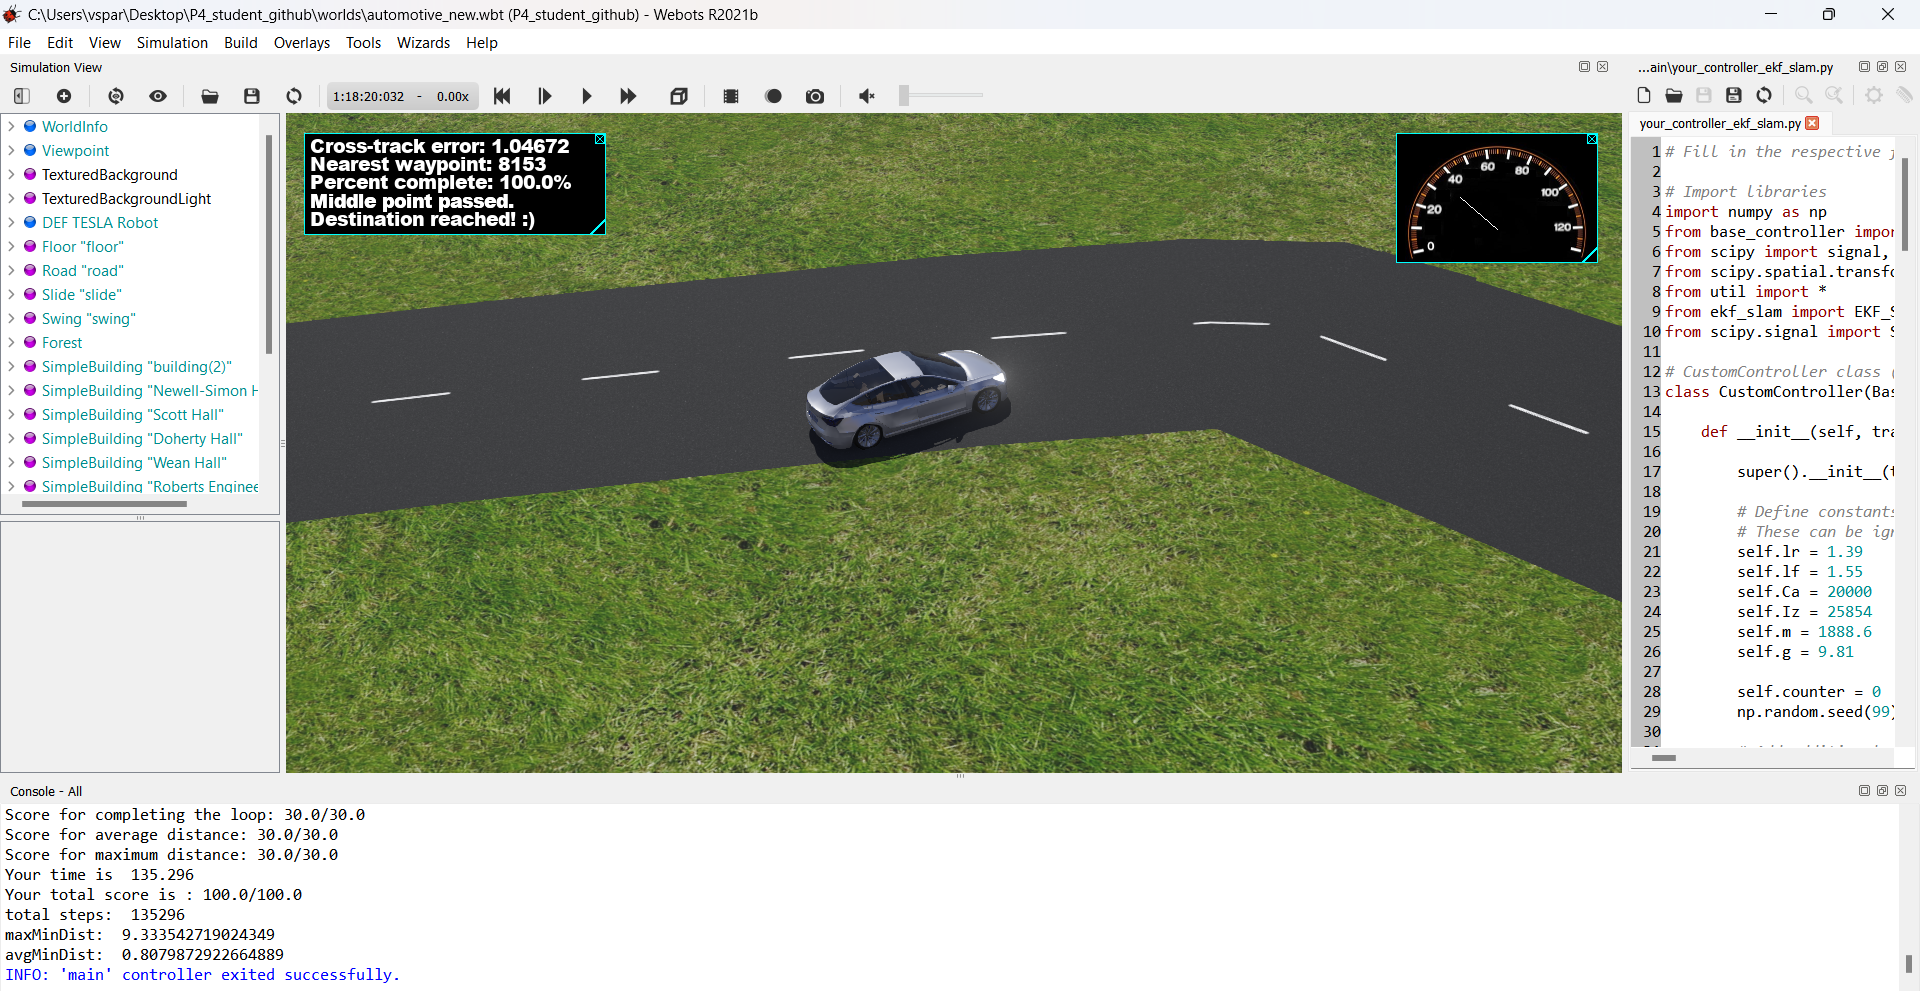 C:\Users\vspar\Desktop\P4_student_github\worlds\automotive_new.wbt (P4_student_github) - Webots R2021b
File Edit View Simulation Build Overlays Tools Wizards Help
Simulation View
1:18:20:032 - 0.00x
WorldInfo
Viewpoint
TexturedBackground
TexturedBackgroundLight
DEF TESLA Robot
Floor "floor"
Road "road"
Slide "slide"
Swing "swing"
Forest
SimpleBuilding "building(2)"
SimpleBuilding "Newell-Simon H
SimpleBuilding "Scott Hall"
SimpleBuilding "Doherty Hall"
SimpleBuilding "Wean Hall"
SimpleBuilding "Roberts Enginee
Cross-track error: 1.04672
Nearest waypoint: 8153
Percent complete: 100.0%
Middle point passed.
Destination reached! :)
0 20 40 60 80 100 120
...ain\your_controller_ekf_slam.py
your_controller_ekf_slam.py
1 # Fill in the respective
2
3 # Import libraries
4 import numpy as np
5 from base_controller impor
6 from scipy import signal,
7 from scipy.spatial.transfo
8 from util import *
9 from ekf_slam import EKF_S
10 from scipy.signal import S
11
12 # CustomController class (
13 class CustomController(Bas
14
15 def __init__(self, tra
16
17 super().__init__(t
18
19 # Define constants
20 # These can be ign
21 self.lr = 1.39
22 self.lf = 1.55
23 self.Ca = 20000
24 self.Iz = 25854
25 self.m = 1888.6
26 self.g = 9.81
27
28 self.counter = 0
29 np.random.seed(99)
30
Console - All
Score for completing the loop: 30.0/30.0
Score for average distance: 30.0/30.0
Score for maximum distance: 30.0/30.0
Your time is  135.296
Your total score is : 100.0/100.0
total steps:  135296
maxMinDist:  9.333542719024349
avgMinDist:  0.8079872922664889
INFO: 'main' controller exited successfully.